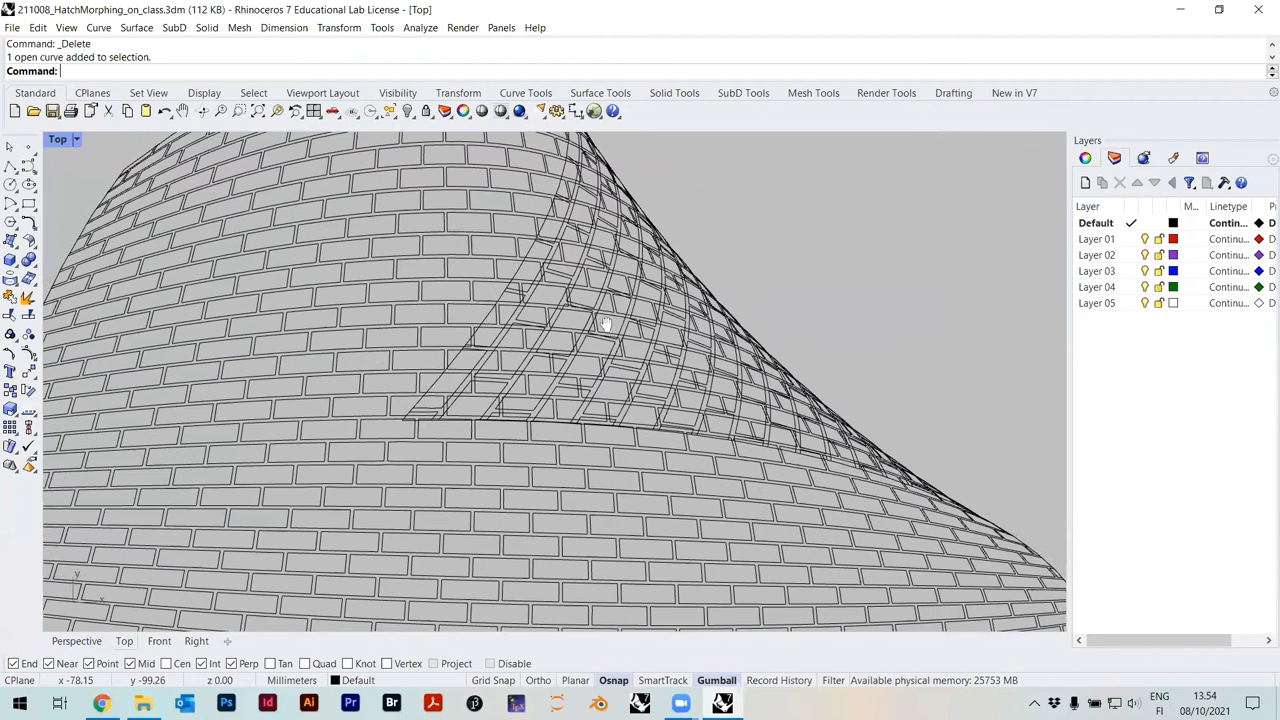 211008_HatchMorphing_on_class.3dm (112 KB) - Rhinoceros 7 Educational Lab License - [Top]
File Edit View Curve Surface SubD Solid Mesh Dimension Transform Tools Analyze Render Panels Help
Command: _Delete
1 open curve added to selection.
Command:
Standard CPlanes Set View Display Select Viewport Layout Visibility Transform Curve Tools Surface Tools Solid Tools SubD Tools Mesh Tools Render Tools Drafting New in V7
Top
Layers
Layer M... Linetype P
Default Contin... D
Layer 01 Continu... D
Layer 02 Continu... D
Layer 03 Continu... D
Layer 04 Continu... D
Layer 05 Continu... D
y
x
Perspective Top Front Right
End Near Point Mid Cen Int Perp Tan Quad Knot Vertex Project Disable
CPlane x -78.15 y -99.26 z 0.00 Millimeters Default Grid Snap Ortho Planar Osnap SmartTrack Gumball Record History Filter Available physical memory: 25753 MB
Ps Id Ai Pr Br
ENG 13.54
FI 08/10/2021